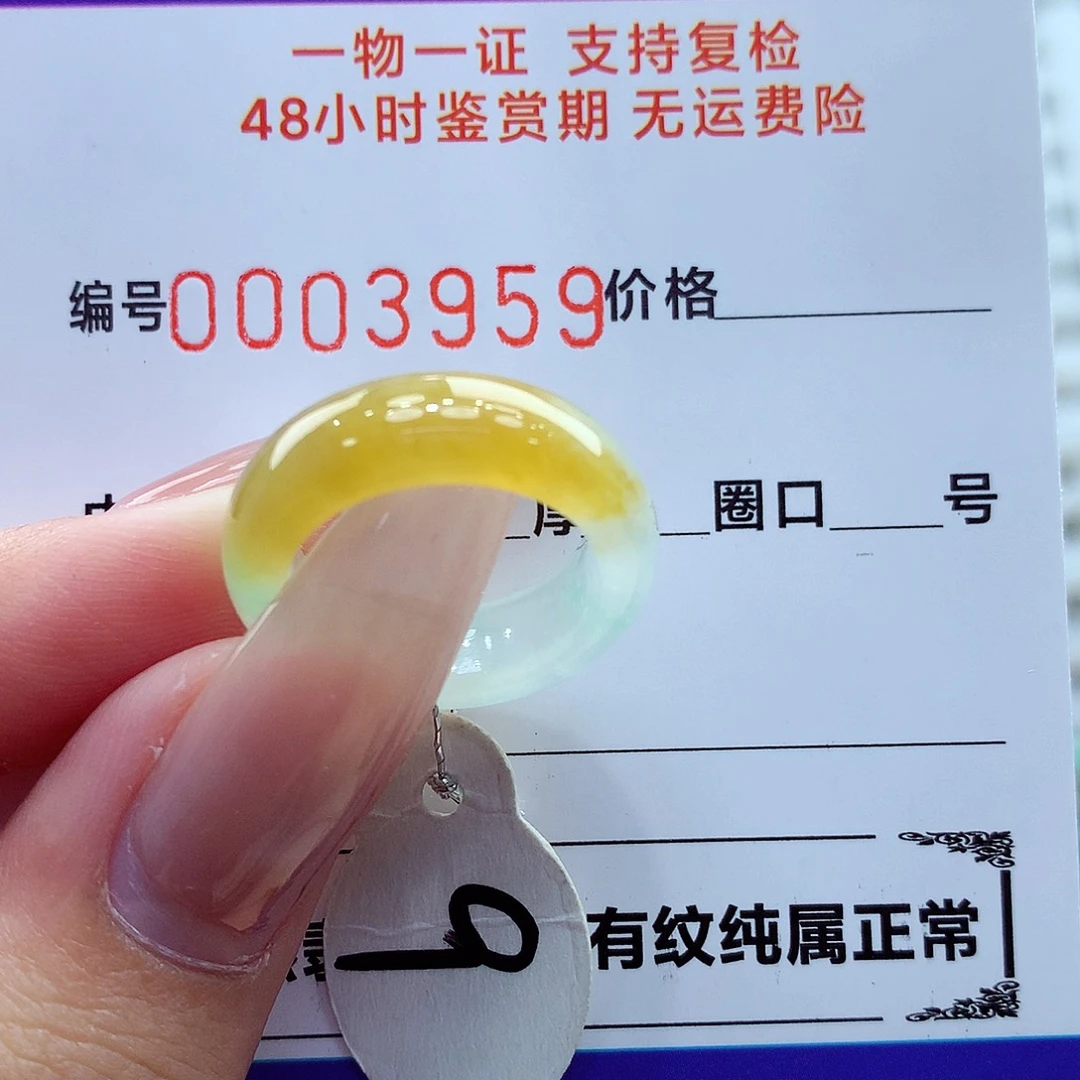 一物一证 支持复检
48小时鉴赏期 无运费险
编号0003959价格
厚 圈口 号
9
有纹纯属正常